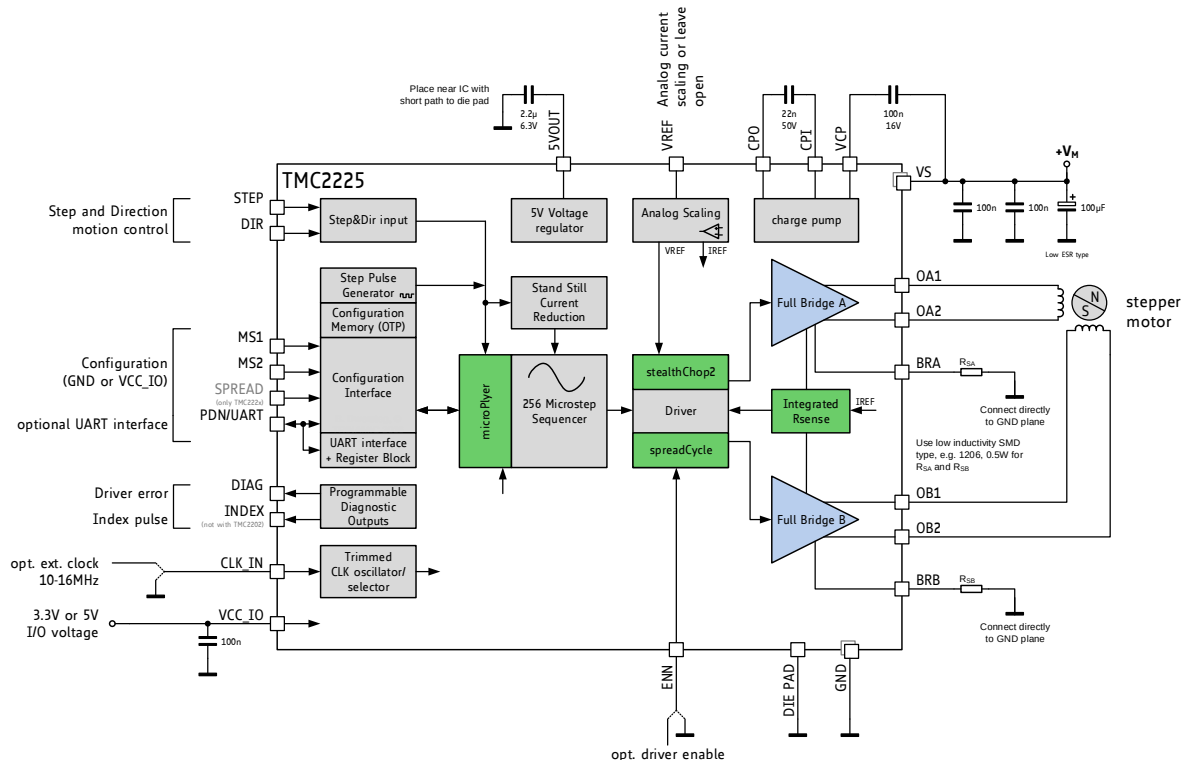 Place near IC with
short path to die pad
2.2µ
6.3V
5VOUT
VREF
Analog current
scaling or leave
open
CPO
22n
50V
CPI
VCP
100n
16V
+VM
VS
100n
100n
+
100µF
Low ESR type
TMC2225
Step and Direction
motion control
STEP
DIR
Step&Dir input
5V Voltage
regulator
Analog Scaling
VREF
IREF
charge pump
Step Pulse
Generator
Configuration
Memory (OTP)
Configuration
Interface
UART interface
+ Register Block
Stand Still
Current
Reduction
Configuration
(GND or VCC_IO)
optional UART interface
MS1
MS2
SPREAD
(only TMC222x)
PDN/UART
microPlyer
256 Microstep
Sequencer
stealthChop2
Driver
spreadCycle
Integrated
Rsense
IREF
Full Bridge A
Full Bridge B
OA1
OA2
N
S
stepper
motor
BRA
RSA
Connect directly
to GND plane
Use low inductivity SMD
type, e.g. 1206, 0.5W for
RSA and RSB
OB1
OB2
BRB
RSB
Connect directly
to GND plane
Driver error
Index pulse
DIAG
INDEX
(not with TMC2202)
Programmable
Diagnostic
Outputs
opt. ext. clock
10-16MHz
CLK_IN
Trimmed
CLK oscillator/
selector
3.3V or 5V
I/O voltage
VCC_IO
100n
ENN
opt. driver enable
DIE PAD
GND